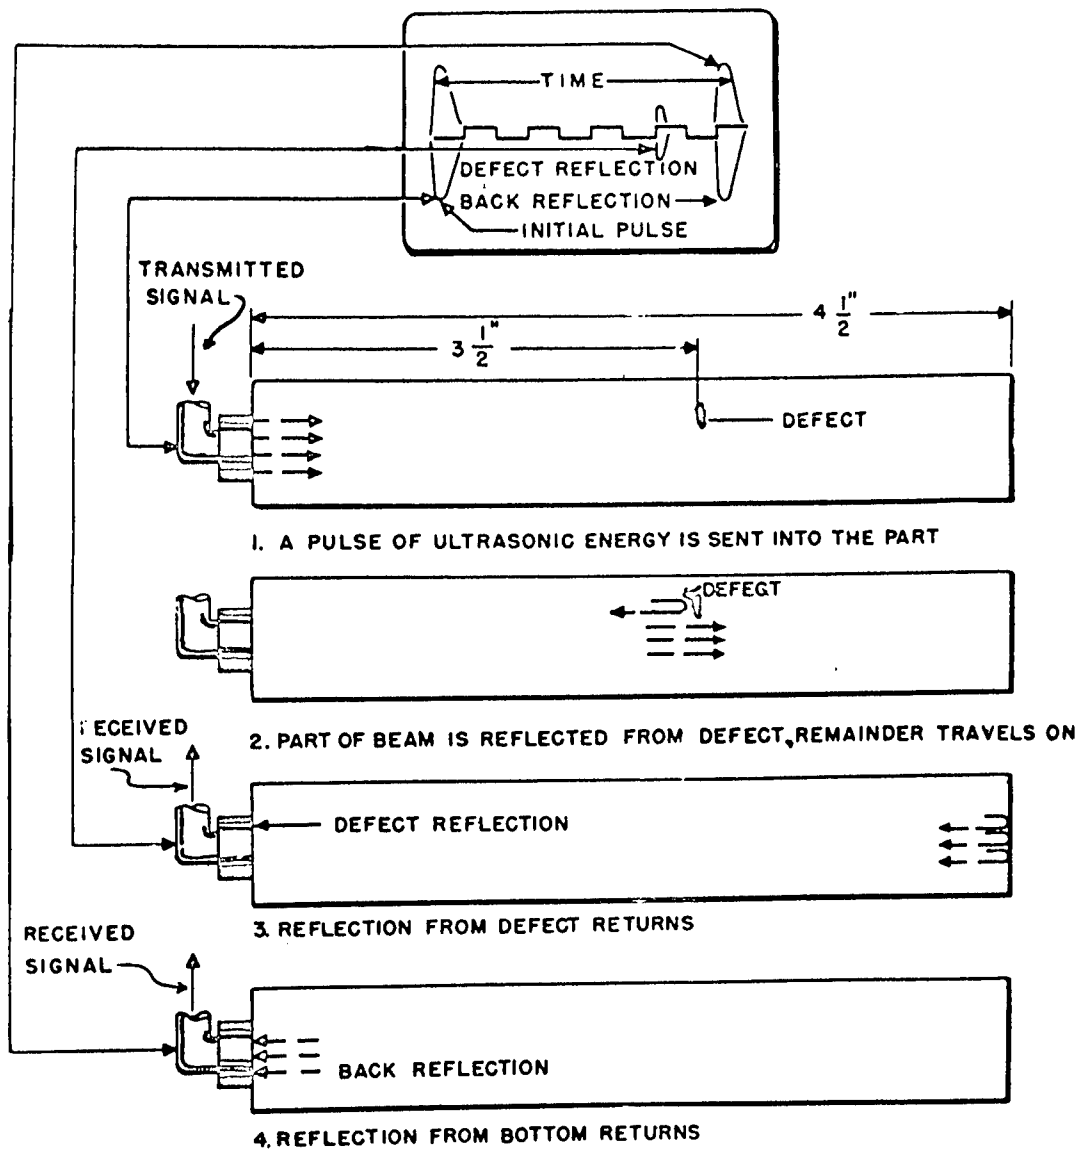 TIME
DEFECT REFLECTION
BACK REFLECTION
INITIAL PULSE
TRANSMITTED
SIGNAL
4 1/2"
3 1/2"
DEFECT
1. A PULSE OF ULTRASONIC ENERGY IS SENT INTO THE PART
DEFECT
2. PART OF BEAM IS REFLECTED FROM DEFECT, REMAINDER TRAVELS ON
RECEIVED
SIGNAL
DEFECT REFLECTION
3. REFLECTION FROM DEFECT RETURNS
RECEIVED
SIGNAL
BACK REFLECTION
4. REFLECTION FROM BOTTOM RETURNS